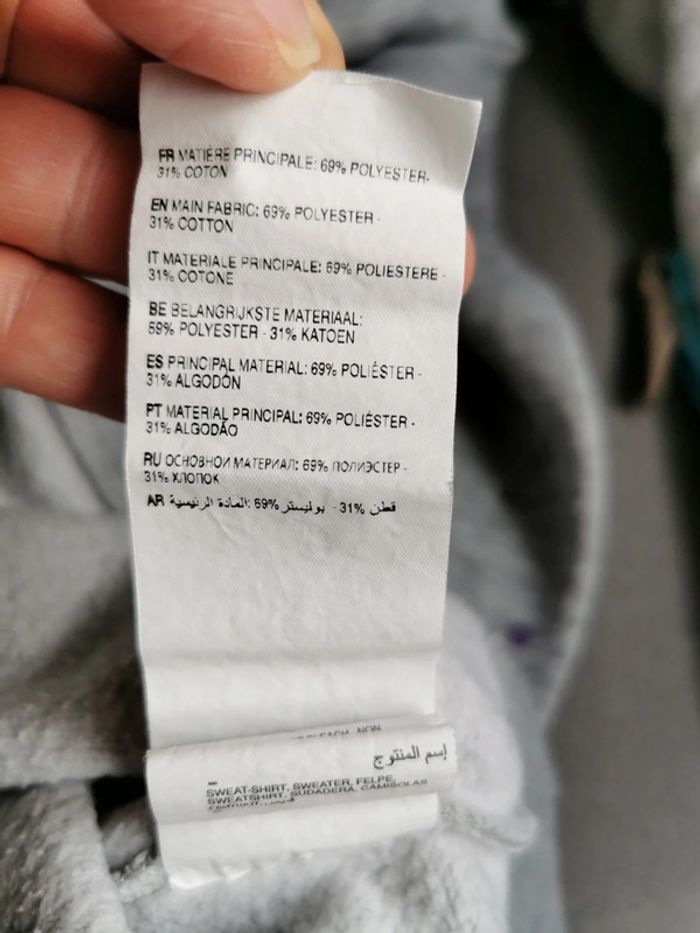 FR MATIÈRE PRINCIPALE: 69% POLYESTER-
31% COTON
EN MAIN FABRIC: 69% POLYESTER -
31% COTTON
IT MATERIALE PRINCIPALE: 69% POLIESTERE -
31% COTONE
BE BELANGRIJKSTE MATERIAAL:
69% POLYESTER - 31% KATOEN
ES PRINCIPAL MATERIAL: 69% POLIÉSTER -
31% ALGODÓN
PT MATERIAL PRINCIPAL: 69% POLIÉSTER -
31% ALGODÃO
RU ОСНОВНОЙ МАТЕРИАЛ: 69% ПОЛИЭСТЕР -
31% ХЛОПОК
AR المادة الرئيسية: 69% بوليستر - 31% قطن
NON
إسم المنتوج
SWEAT-SHIRT, SWEATER, FELPE,
SWEATSHIRT, SUDADERA, CAMISOLAS